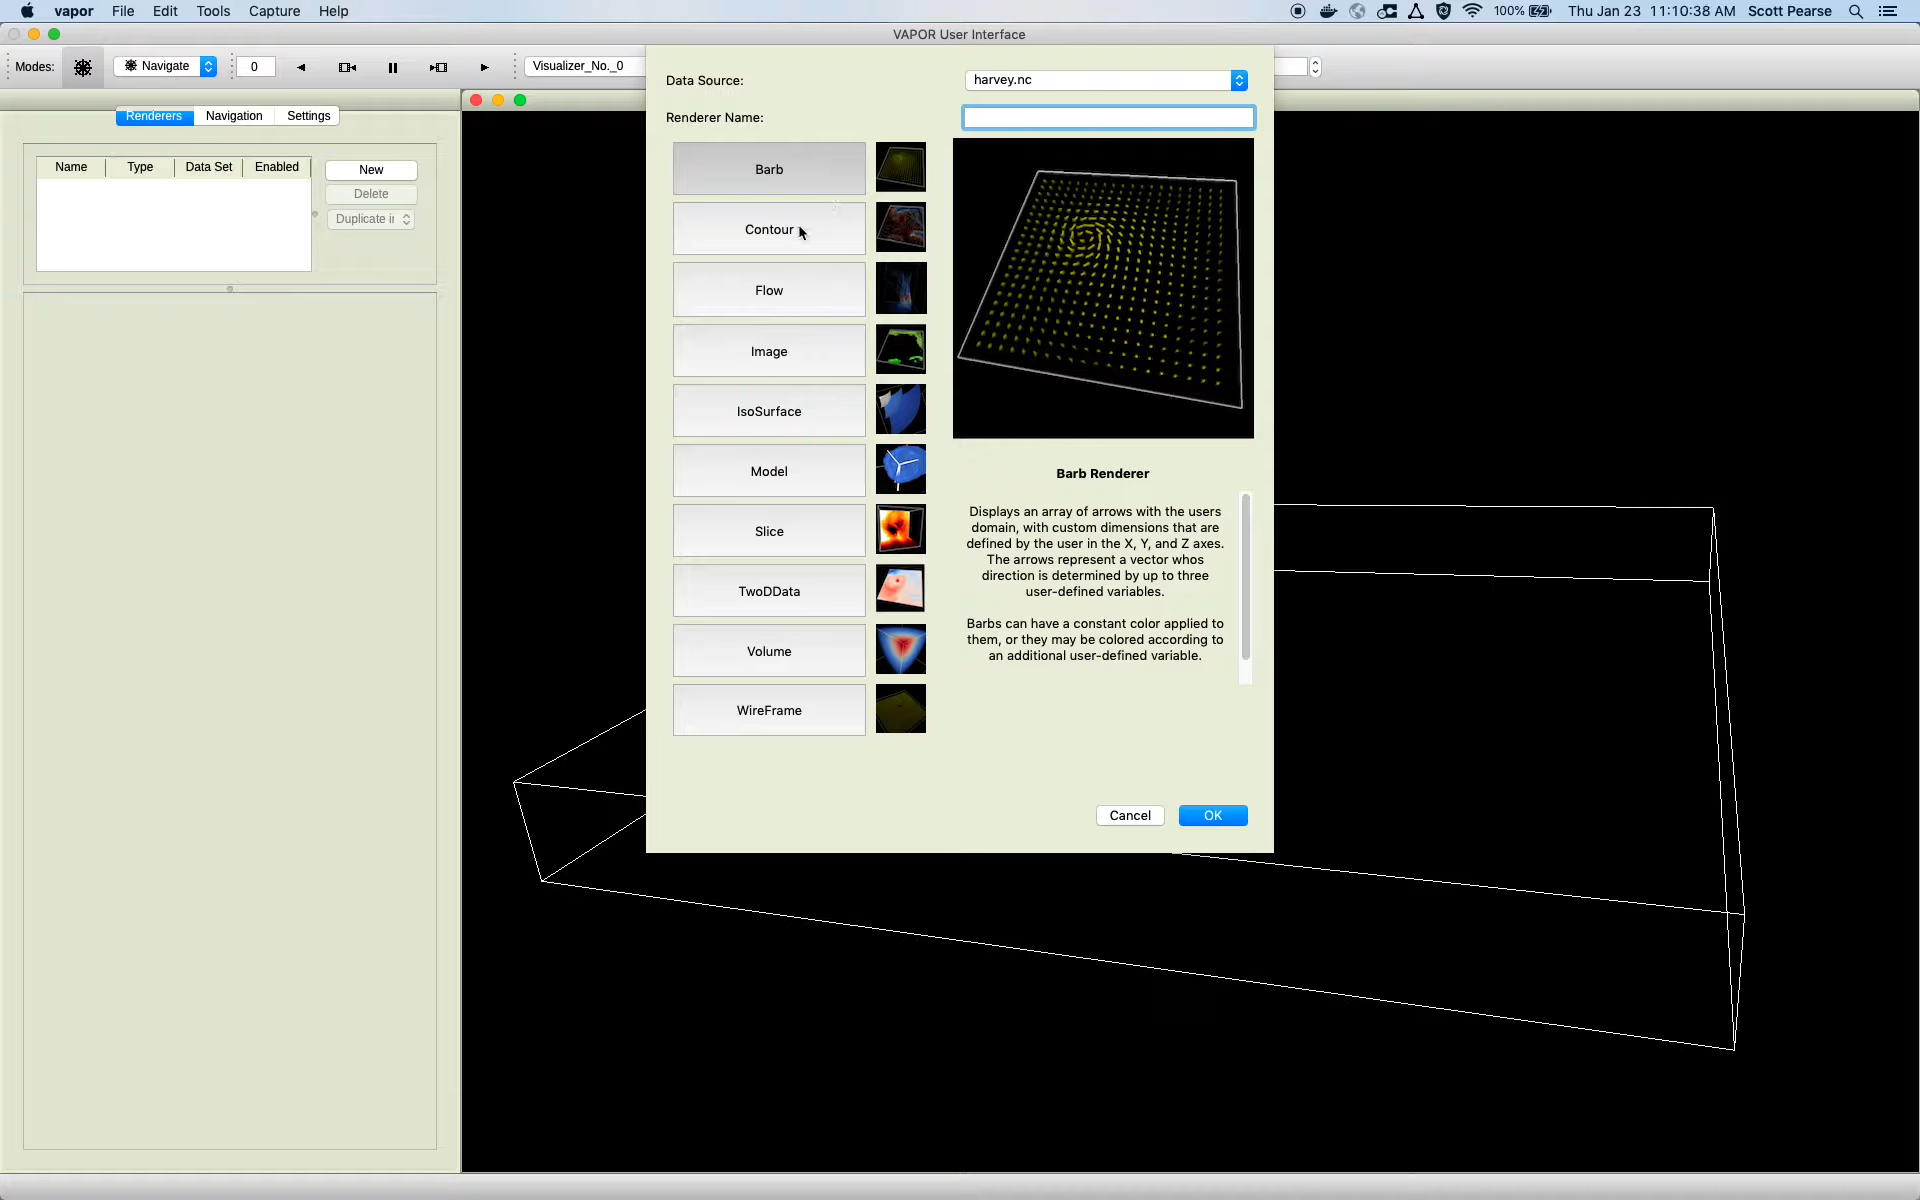 vapor File Edit Tools Capture Help 100% Thu Jan 23 11:10:38 AM Scott Pearse
VAPOR User Interface
Modes: Navigate 0 Visualizer_No._0
Data Source: harvey.nc
Renderer Name:
Renderers Navigation Settings
Name Type Data Set Enabled
New
Delete
Duplicate ir
Barb
Contour
Flow
Image
IsoSurface
Model
Slice
TwoDData
Volume
WireFrame
Barb Renderer
Displays an array of arrows with the users
domain, with custom dimensions that are
defined by the user in the X, Y, and Z axes.
The arrows represent a vector whos
direction is determined by up to three
user-defined variables.
Barbs can have a constant color applied to
them, or they may be colored according to
an additional user-defined variable.
Cancel OK